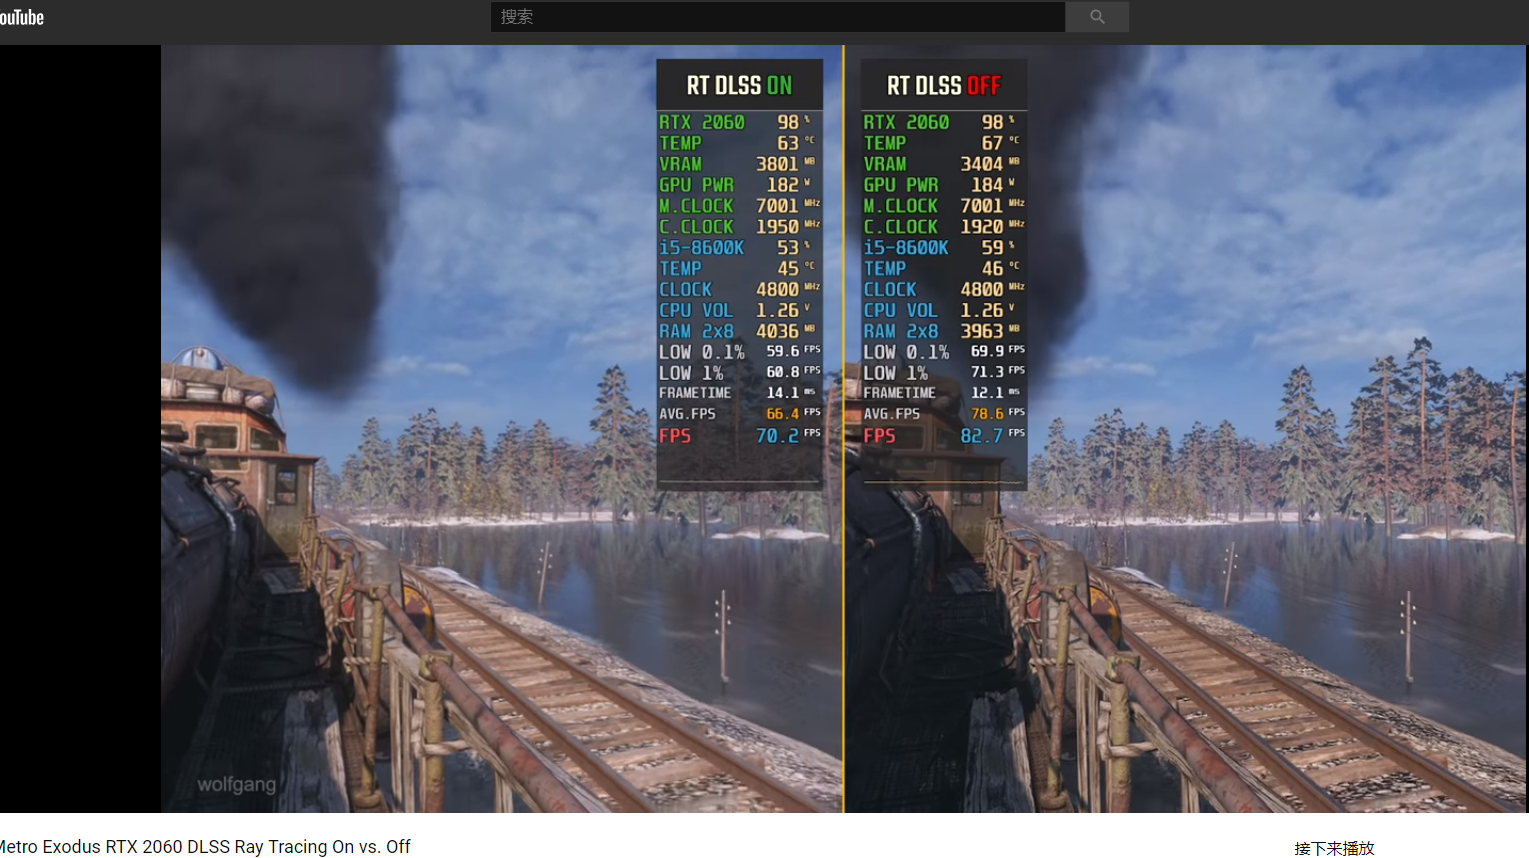 ouTube
搜索
RT DLSS ON
RTX 2060 98 %
TEMP 63 °C
VRAM 3801 MB
GPU PWR 182 W
M.CLOCK 7001 MHz
C.CLOCK 1950 MHz
i5-8600K 53 %
TEMP 45 °C
CLOCK 4800 MHz
CPU VOL 1.26 V
RAM 2x8 4036 MB
LOW 0.1% 59.6 FPS
LOW 1% 60.8 FPS
FRAMETIME 14.1 ms
AVG.FPS 66.4 FPS
FPS 70.2 FPS
RT DLSS OFF
RTX 2060 98 %
TEMP 67 °C
VRAM 3404 MB
GPU PWR 184 W
M.CLOCK 7001 MHz
C.CLOCK 1920 MHz
i5-8600K 59 %
TEMP 46 °C
CLOCK 4800 MHz
CPU VOL 1.26 V
RAM 2x8 3963 MB
LOW 0.1% 69.9 FPS
LOW 1% 71.3 FPS
FRAMETIME 12.1 ms
AVG.FPS 78.6 FPS
FPS 82.7 FPS
wolfgang
Metro Exodus RTX 2060 DLSS Ray Tracing On vs. Off
接下来播放